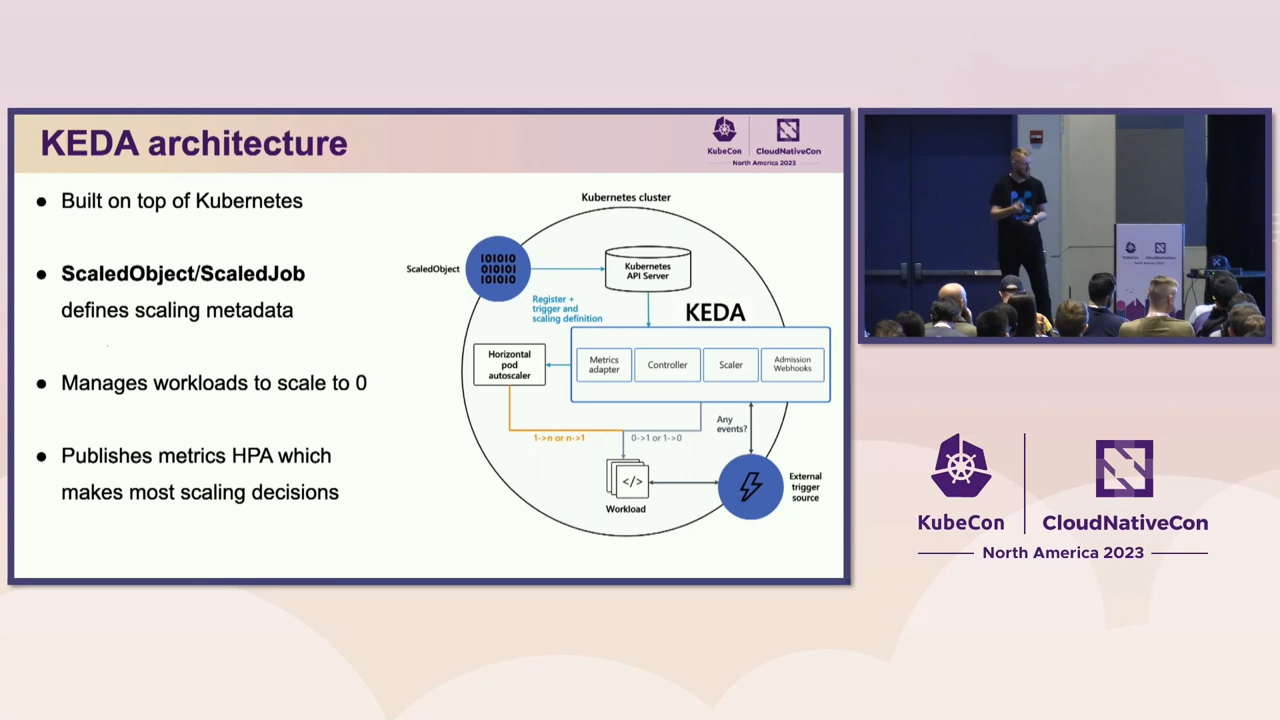 KEDA architecture
KubeCon
CloudNativeCon
North America 2023
● Built on top of Kubernetes
● ScaledObject/ScaledJob
defines scaling metadata
● Manages workloads to scale to 0
● Publishes metrics HPA which
makes most scaling decisions
Kubernetes cluster
ScaledObject
101010
010101
101010
Kubernetes
API Server
Register +
trigger and
scaling definition
KEDA
Horizontal
pod
autoscaler
Metrics
adapter
Controller
Scaler
Admission
Webhooks
1->n or n->1
0->1 or 1->0
Any
events?
</>
Workload
External
trigger
source
KubeCon
CloudNativeCon
KubeCon
CloudNativeCon
North America 2023